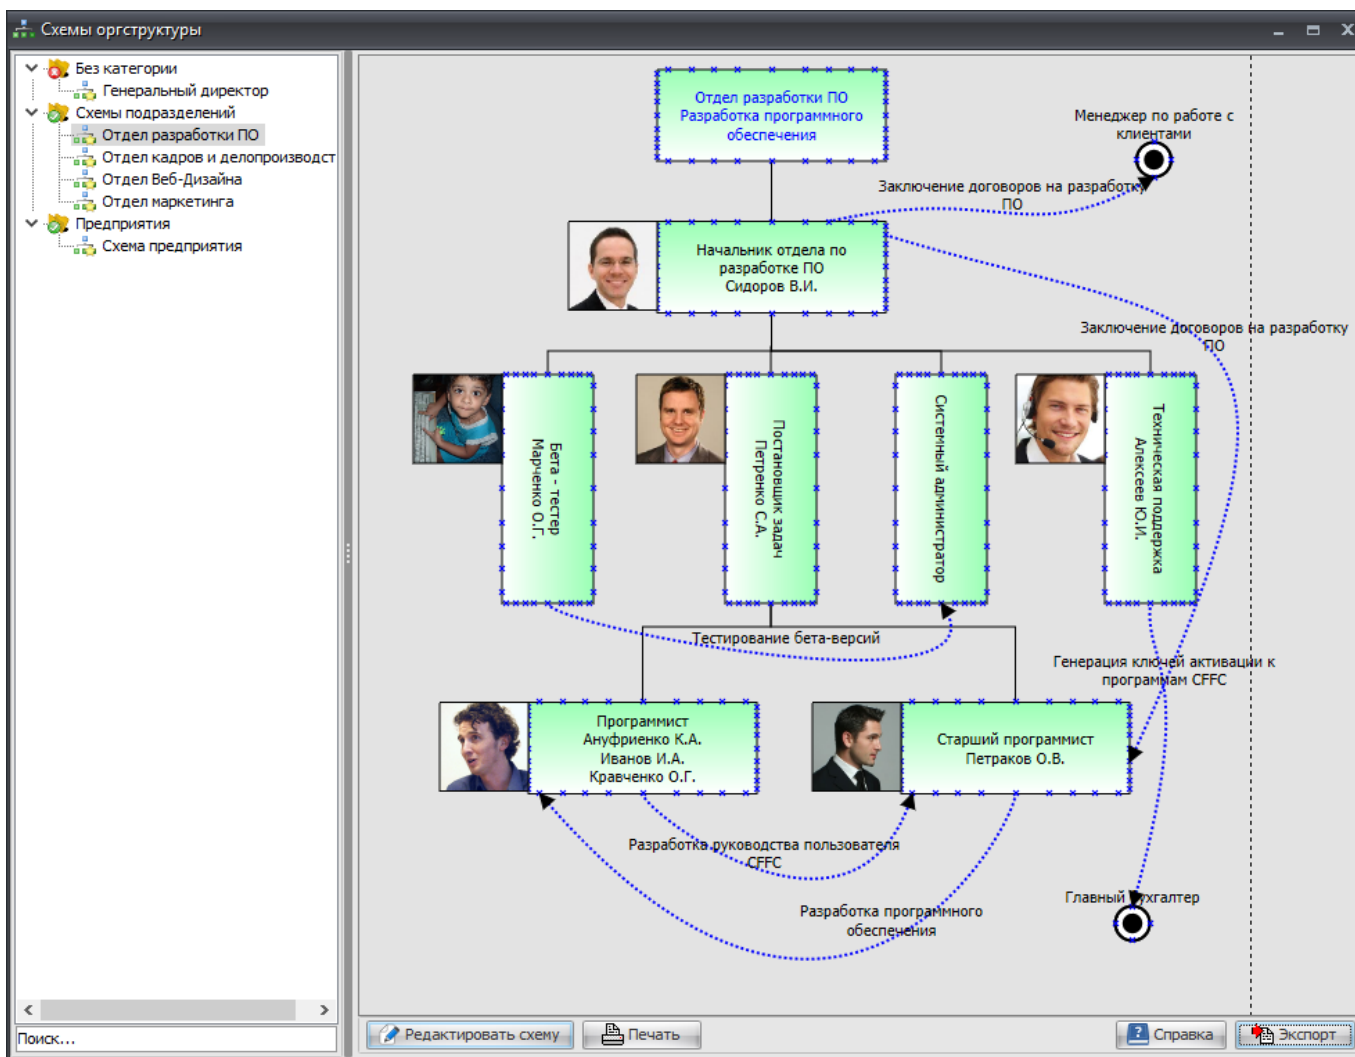 Схемы оргструктуры
Без категории
Генеральный директор
Схемы подразделений
Отдел разработки ПО
Отдел кадров и делопроизводст
Отдел Веб-Дизайна
Отдел маркетинга
Предприятия
Схема предприятия
Поиск...
Отдел разработки ПО
Разработка программного
обеспечения
Менеджер по работе с
клиентами
Заключение договоров на разработку
ПО
Начальник отдела по
разработке ПО
Сидоров В.И.
Заключение договоров на разработку
ПО
Бета - тестер
Марченко О.Г.
Постановщик задач
Петренко С.А.
Системный администратор
Техническая поддержка
Алексеев Ю.И.
Тестирование бета-версий
Генерация ключей активации к
программам CFFC
Программист
Ануфриенко К.А.
Иванов И.А.
Кравченко О.Г.
Старший программист
Петраков О.В.
Разработка руководства пользователя
CFFC
Разработка программного
обеспечения
Главный бухгалтер
Редактировать схему
Печать
Справка
Экспорт